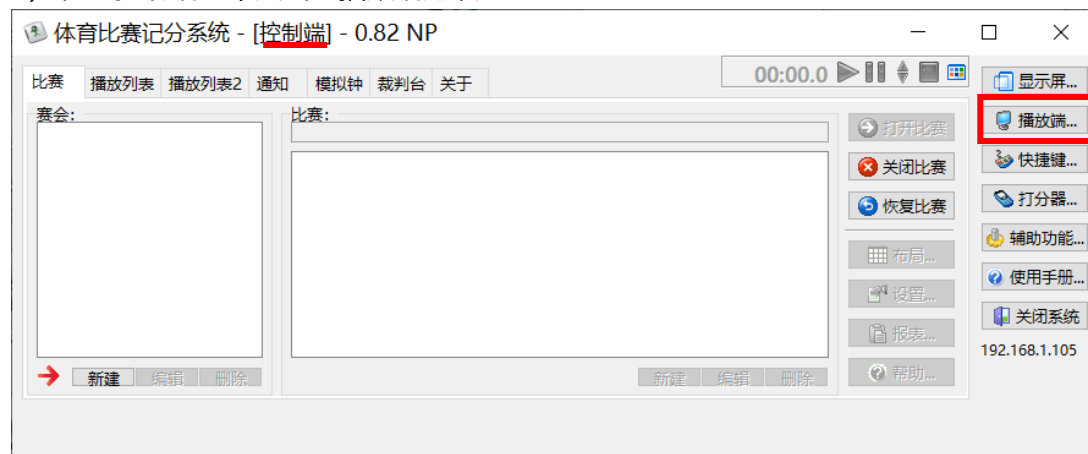 体育比赛记分系统 - [控制端] - 0.82 NP
比赛 播放列表 播放列表2 通知 模拟钟 裁判台 关于
00:00.0
显示屏...
播放端...
快捷键...
打分器...
辅助功能...
使用手册...
关闭系统
192.168.1.105
赛会:
新建 编辑 删除
比赛:
新建 编辑 删除
打开比赛
关闭比赛
恢复比赛
布局...
设置...
报表...
帮助...